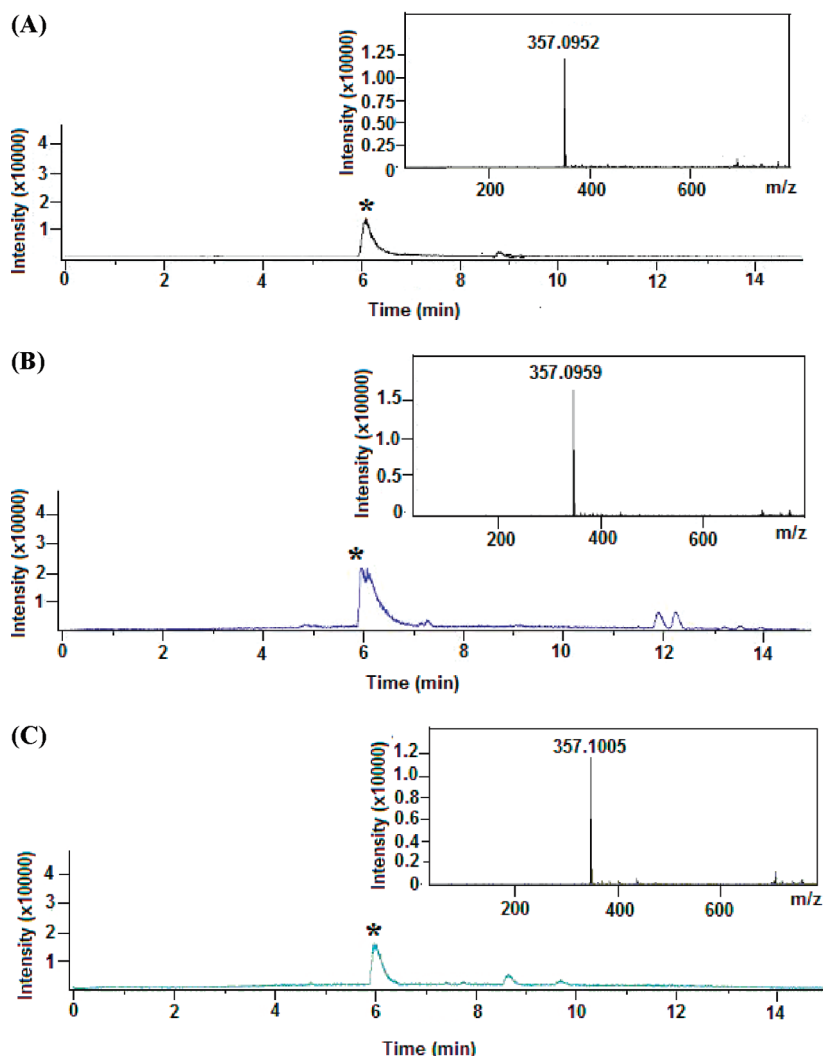 (A)
357.0952
Intensity (x10000)
1.25
1.00
0.75
0.50
0.25
0
200 400 600 m/z
Intensity (x10000)
4
3
2
1
*
0 2 4 6 8 10 12 14
Time (min)
(B)
357.0959
Intensity (x10000)
1.5
1.0
0.5
0
200 400 600 m/z
Intensity (x10000)
4
3
2
1
*
0 2 4 6 8 10 12 14
Time (min)
(C)
357.1005
Intensity (x10000)
1.2
1.0
0.8
0.6
0.4
0.2
0
200 400 600 m/z
Intensity (x10000)
4
3
2
1
*
0 2 4 6 8 10 12 14
Time (min)